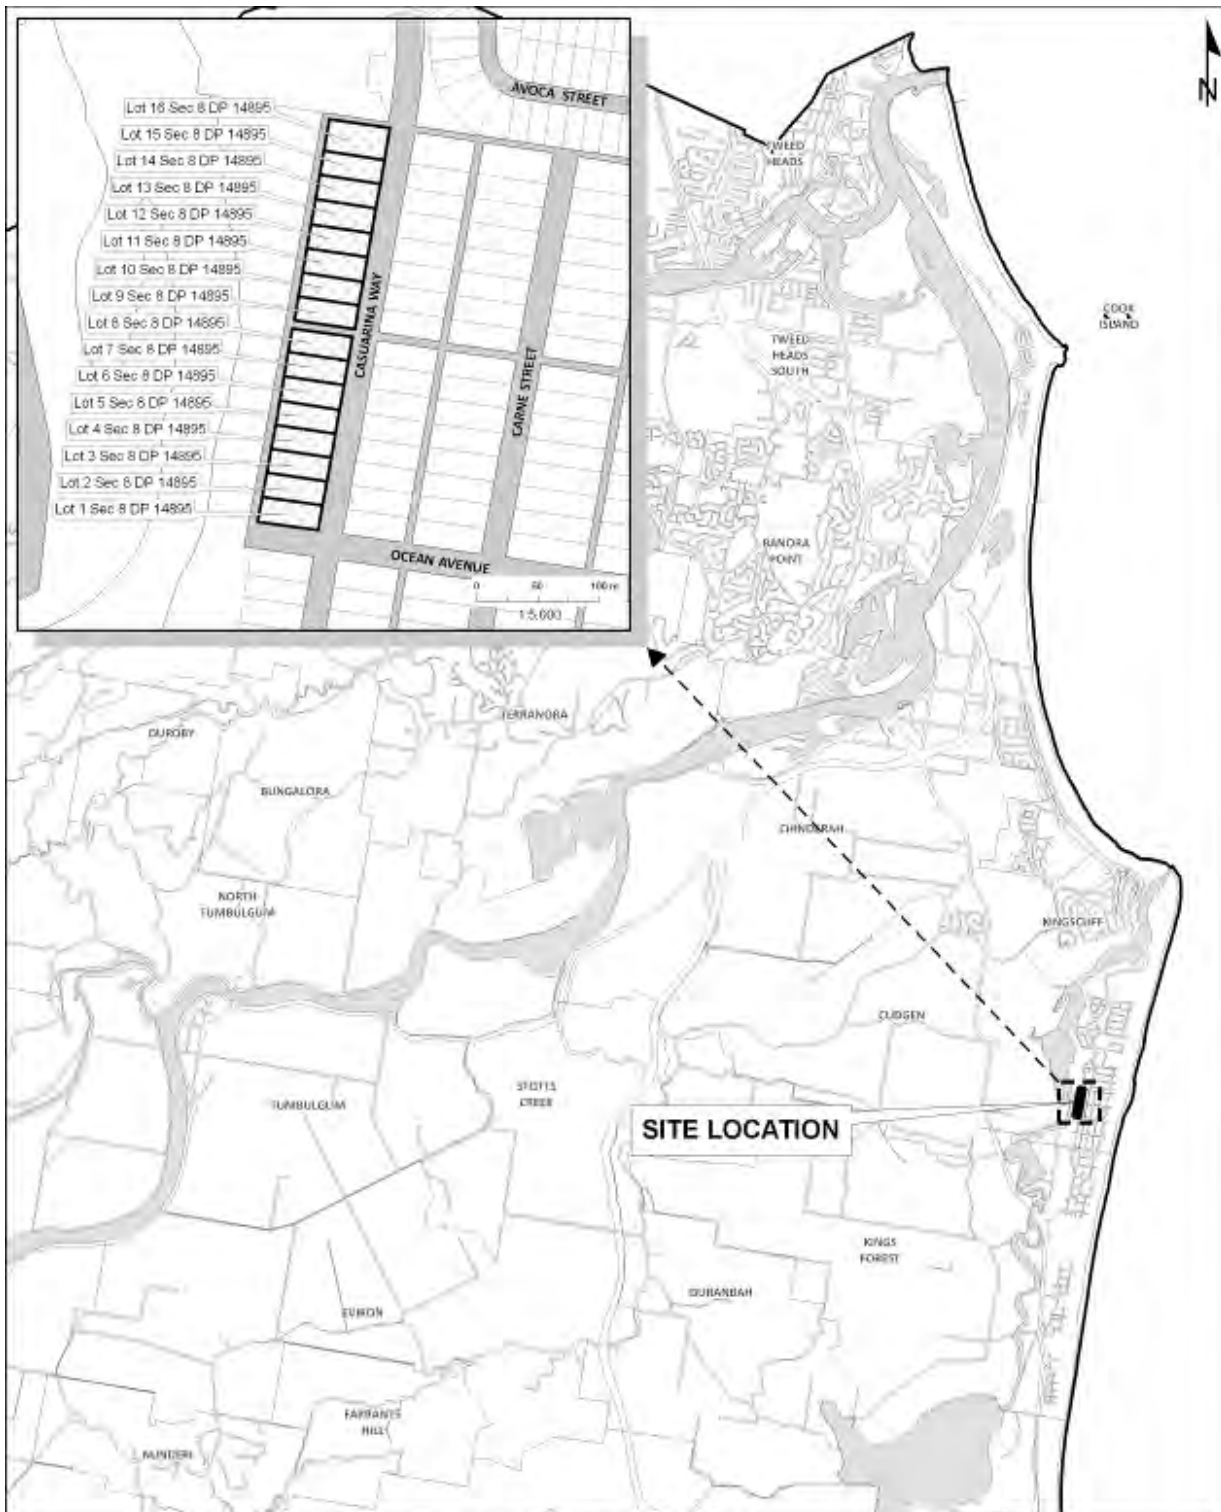 AVOCA STREET
Lot 16 Sec 8 DP 14895
Lot 15 Sec 8 DP 14895
Lot 14 Sec 8 DP 14895
Lot 13 Sec 8 DP 14895
Lot 12 Sec 8 DP 14895
Lot 11 Sec 8 DP 14895
Lot 10 Sec 8 DP 14895
Lot 9 Sec 8 DP 14895
Lot 8 Sec 8 DP 14895
Lot 7 Sec 8 DP 14895
Lot 6 Sec 8 DP 14895
Lot 5 Sec 8 DP 14895
Lot 4 Sec 8 DP 14895
Lot 3 Sec 8 DP 14895
Lot 2 Sec 8 DP 14895
Lot 1 Sec 8 DP 14895
CASUARINA WAY
CARNE STREET
OCEAN AVENUE
0 50 100 m
1:5,000
N
TWEED
HEADS
COOK
ISLAND
TWEED
HEADS
SOUTH
BANORA
POINT
TERRANORA
DUROBY
BUNGALORA
CHINDERAH
NORTH
TUMBULGUM
KINGSCLIFF
CUDGEN
STOTTS
CREEK
TUMBULGUM
SITE LOCATION
KINGS
FOREST
DURANBAH
EVIRON
FARRANTS
HILL
NUNDERI